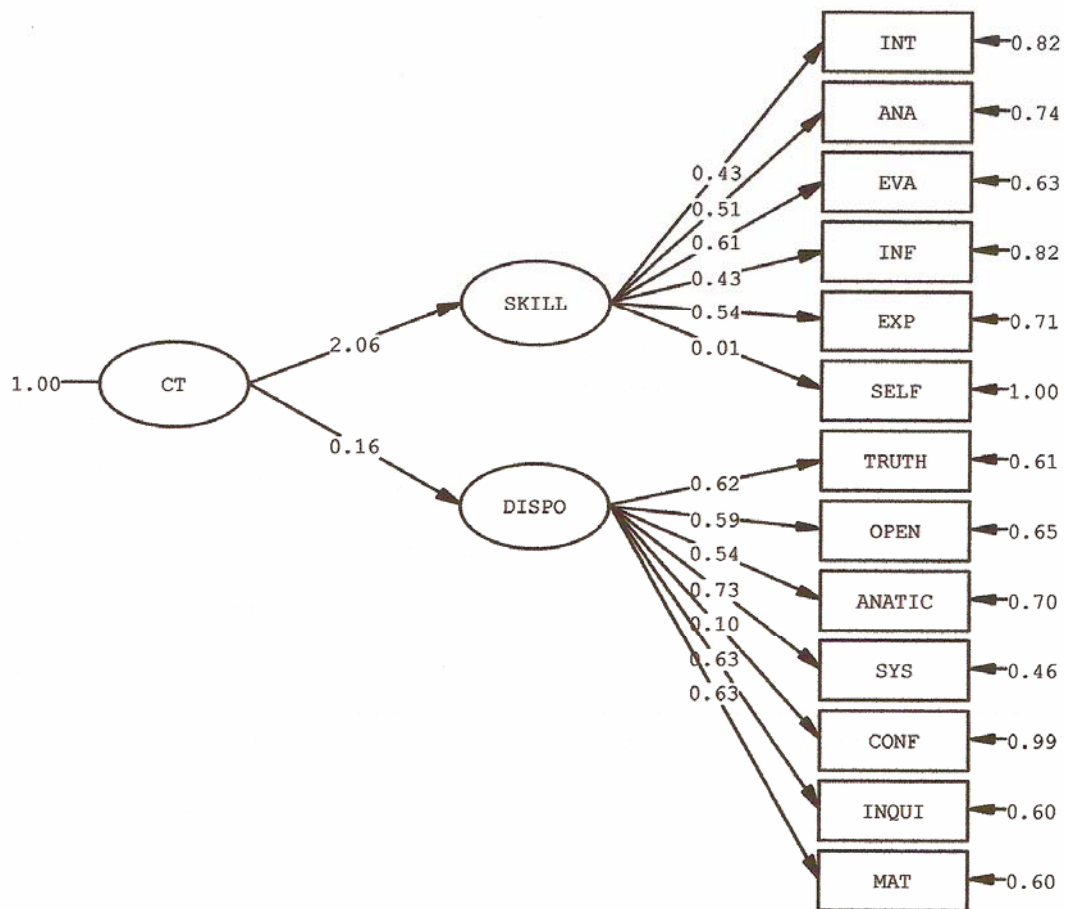 INT 0.82
ANA 0.74
0.43
EVA 0.63
0.51
0.61
INF 0.82
0.43
SKILL
0.54
EXP 0.71
2.06
0.01
1.00 CT
SELF 1.00
0.16
TRUTH 0.61
0.62
DISPO
0.59
OPEN 0.65
0.54
0.73
ANATIC 0.70
0.10
0.63
SYS 0.46
0.63
CONF 0.99
INQUI 0.60
MAT 0.60